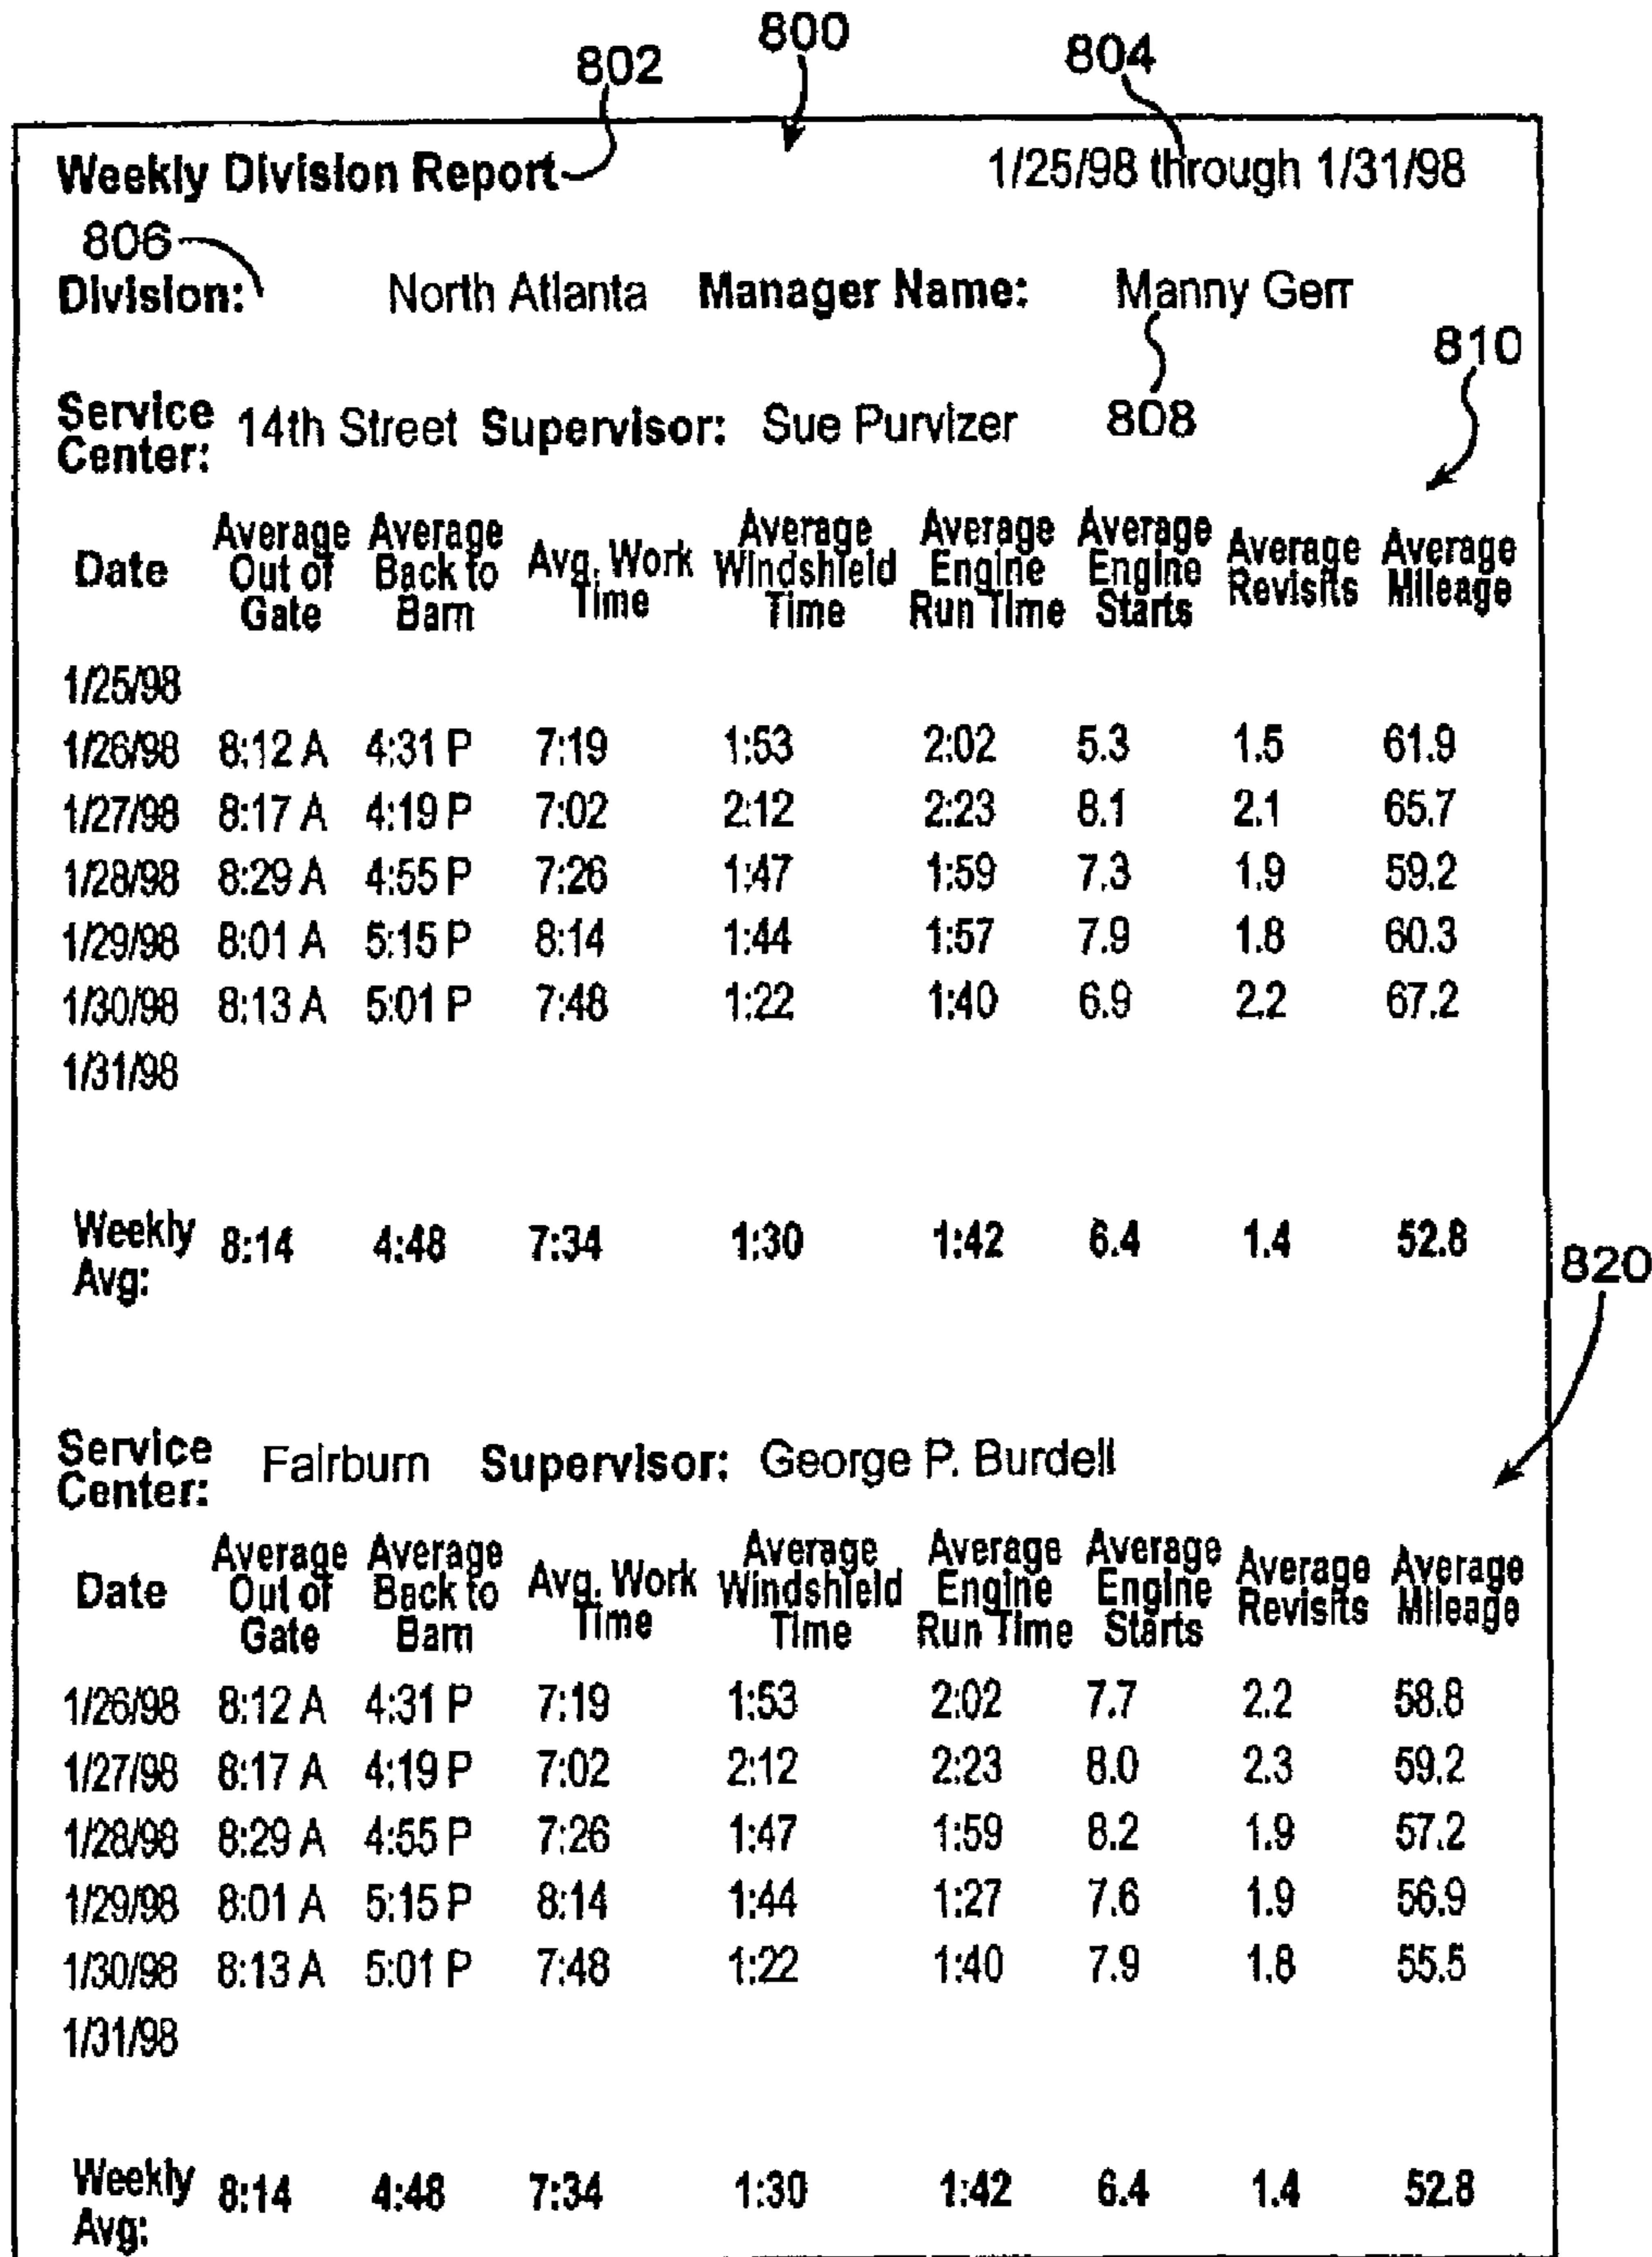 800
802
804
Weekly Division Report
1/25/98 through 1/31/98
806
Division: North Atlanta Manager Name: Manny Gerr
808
810
Service Center: 14th Street Supervisor: Sue Purvizer
Date Average Out of Gate Average Back to Barn Avg. Work Time Average Windshield Time Average Engine Run Time Average Engine Starts Average Revisits Average Mileage
1/25/98
1/26/98 8:12 A 4:31 P 7:19 1:53 2:02 5.3 1.5 61.9
1/27/98 8:17 A 4:19 P 7:02 2:12 2:23 8.1 2.1 65.7
1/28/98 8:29 A 4:55 P 7:26 1:47 1:59 7.3 1.9 59.2
1/29/98 8:01 A 5:15 P 8:14 1:44 1:57 7.9 1.8 60.3
1/30/98 8:13 A 5:01 P 7:48 1:22 1:40 6.9 2.2 67.2
1/31/98
Weekly Avg: 8:14 4:48 7:34 1:30 1:42 6.4 1.4 52.8
820
Service Center: Fairburn Supervisor: George P. Burdell
Date Average Out of Gate Average Back to Barn Avg. Work Time Average Windshield Time Average Engine Run Time Average Engine Starts Average Revisits Average Mileage
1/26/98 8:12 A 4:31 P 7:19 1:53 2:02 7.7 2.2 58.8
1/27/98 8:17 A 4:19 P 7:02 2:12 2:23 8.0 2.3 59.2
1/28/98 8:29 A 4:55 P 7:26 1:47 1:59 8.2 1.9 57.2
1/29/98 8:01 A 5:15 P 8:14 1:44 1:27 7.6 1.9 56.9
1/30/98 8:13 A 5:01 P 7:48 1:22 1:40 7.9 1.8 55.5
1/31/98
Weekly Avg: 8:14 4:48 7:34 1:30 1:42 6.4 1.4 52.8